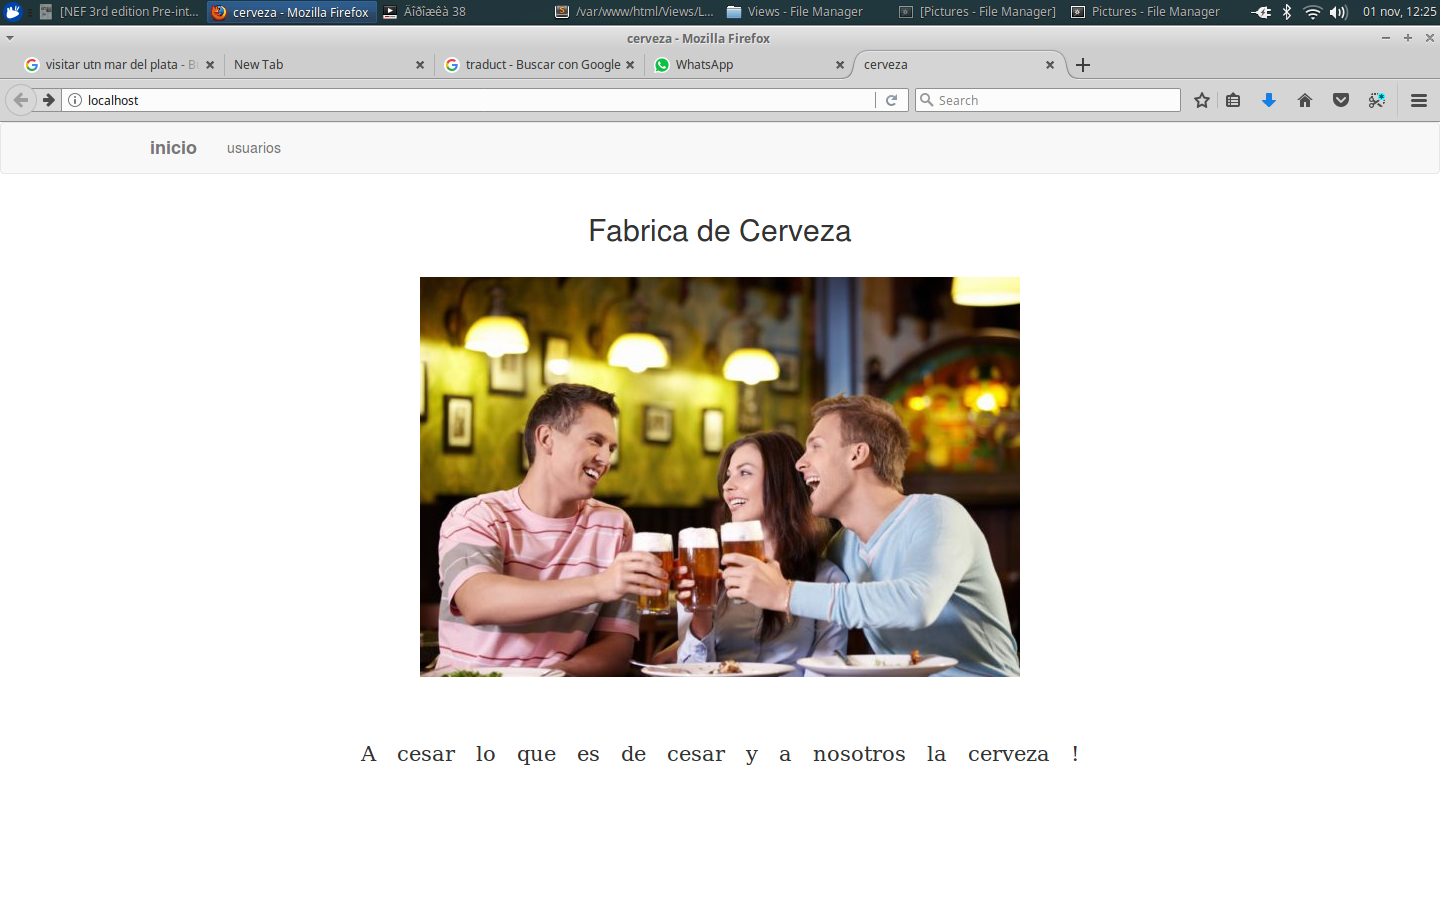 [NEF 3rd edition Pre-int... cerveza - Mozilla Firefox Äîðîæêà 38 /var/www/html/Views/L... Views - File Manager [Pictures - File Manager] Pictures - File Manager 01 nov, 12:25
cerveza - Mozilla Firefox
visitar utn mar del plata - B New Tab traduct - Buscar con Google WhatsApp cerveza
localhost Search
inicio usuarios
Fabrica de Cerveza
A cesar lo que es de cesar y a nosotros la cerveza !